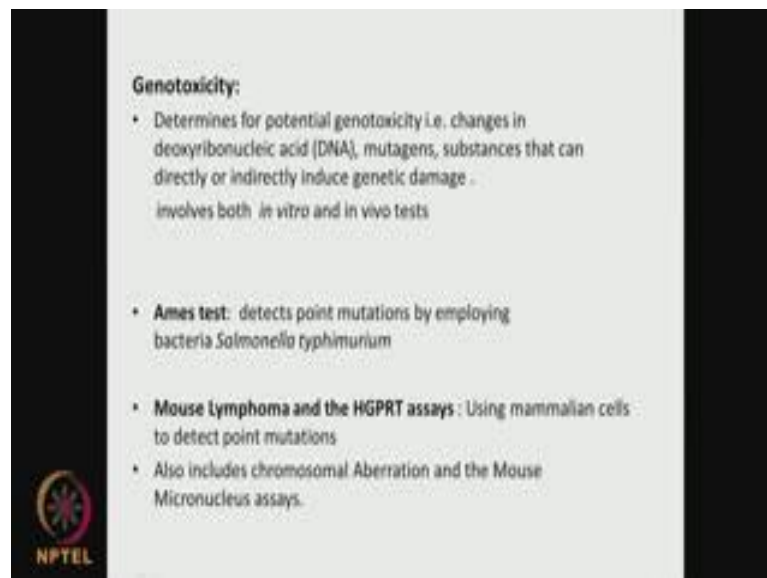 Genotoxicity:
• Determines for potential genotoxicity i.e. changes in
deoxyribonucleic acid (DNA), mutagens, substances that can
directly or indirectly induce genetic damage .
involves both in vitro and in vivo tests
• Ames test: detects point mutations by employing
bacteria Salmonella typhimurium
• Mouse Lymphoma and the HGPRT assays : Using mammalian cells
to detect point mutations
• Also includes chromosomal Aberration and the Mouse
Micronucleus assays.
NPTEL